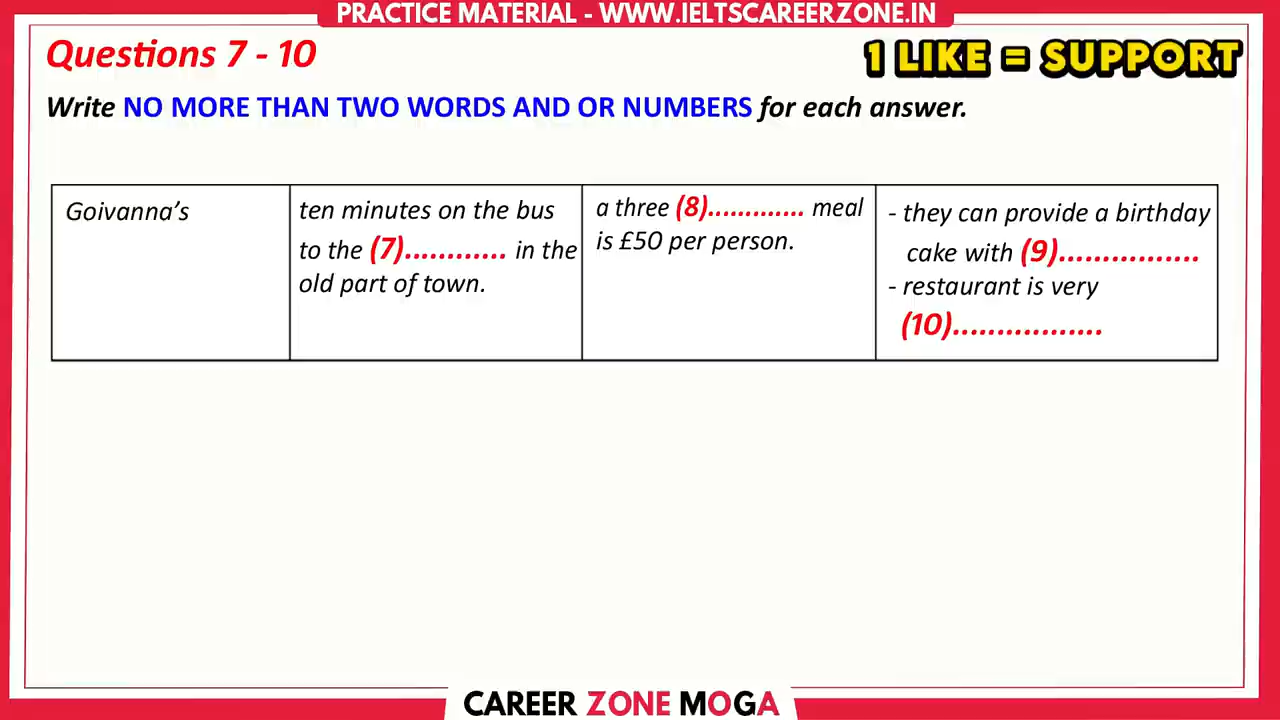 PRACTICE MATERIAL - WWW.IELTSCAREERZONE.IN
Questions 7 - 10
1 LIKE = SUPPORT
Write NO MORE THAN TWO WORDS AND OR NUMBERS for each answer.
Goivanna's
ten minutes on the bus
to the (7)............ in the
old part of town.
a three (8)............. meal
is £50 per person.
- they can provide a birthday
cake with (9)................
- restaurant is very
(10).................
CAREER ZONE MOGA